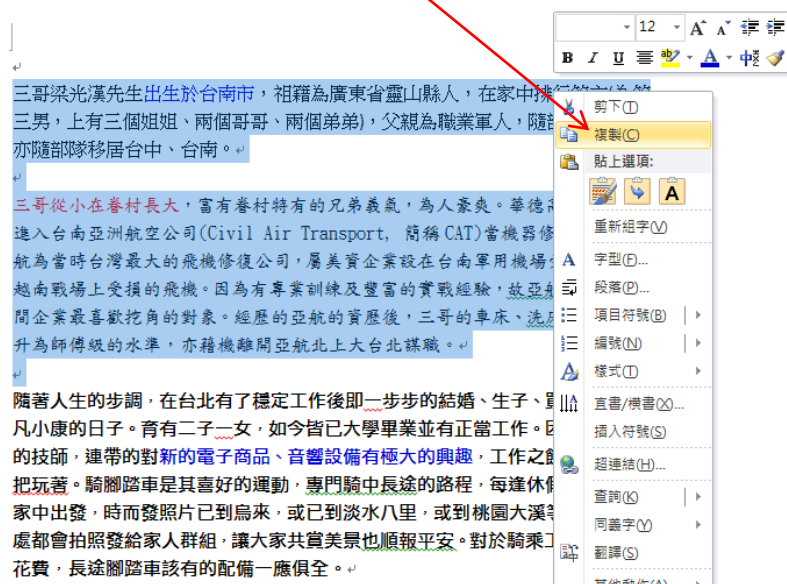 12
B I U
三哥梁光漢先生出生於台南市，祖籍為廣東省靈山縣人，在家中排行
三男，上有三個姐姐、兩個哥哥、兩個弟弟)，父親為職業軍人，隨
亦隨部隊移居台中、台南。
三哥從小在眷村長大，富有眷村特有的兄弟義氣，為人豪爽。華德
進入台南亞洲航空公司(Civil Air Transport, 簡稱 CAT)當機器修
航為當時台灣最大的飛機修復公司，屬美資企業設在台南軍用機場
越南戰場上受損的飛機。因為有專業訓練及豐富的實戰經驗，故亞
間企業最喜歡挖角的對象。經歷的亞航的資歷後，三哥的車床、洗
升為師傅級的水準，亦藉機離開亞航北上大台北謀職。
隨著人生的步調，在台北有了穩定工作後即一步步的結婚、生子、
凡小康的日子。育有二子一女，如今皆已大學畢業並有正當工作。
的技師，連帶的對新的電子商品、音響設備有極大的興趣，工作之
把玩著。騎腳踏車是其喜好的運動，專門騎中長途的路程，每逢休
家中出發，時而發照片已到烏來，或已到淡水八里，或到桃園大溪
處都會拍照發給家人群組，讓大家共賞美景也順報平安。對於騎乘
花費，長途腳踏車該有的配備一應俱全。
剪下(T)
複製(C)
貼上選項:
A
重新組字(V)
字型(F)...
段落(P)...
項目符號(B)
編號(N)
樣式(T)
直書/橫書(X)...
插入符號(S)
超連結(H)...
查詢(K)
同義字(Y)
翻譯(S)
其他動作(A)